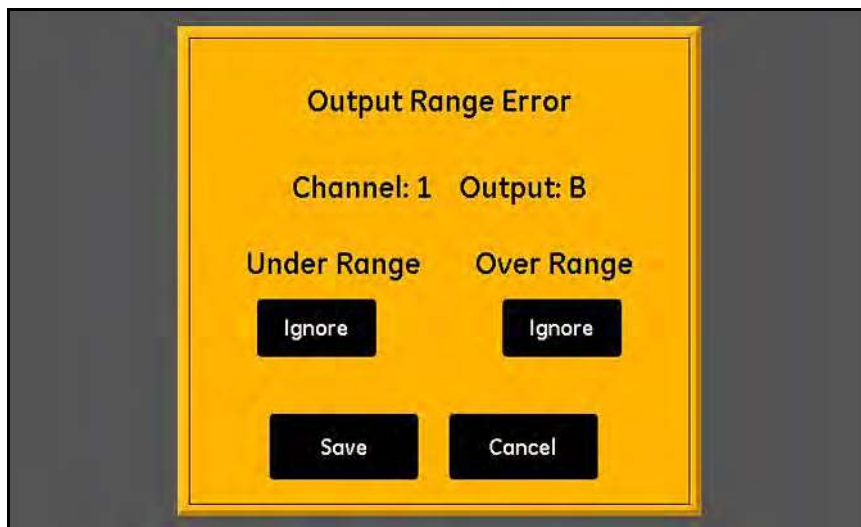 Output Range Error
Channel: 1 Output: B
Under Range Over Range
Ignore Ignore
Save Cancel